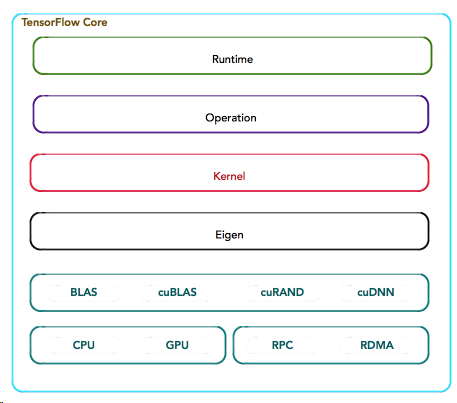 TensorFlow Core
Runtime
Operation
Kernel
Eigen
BLAS cuBLAS cuRAND cuDNN
CPU GPU RPC RDMA